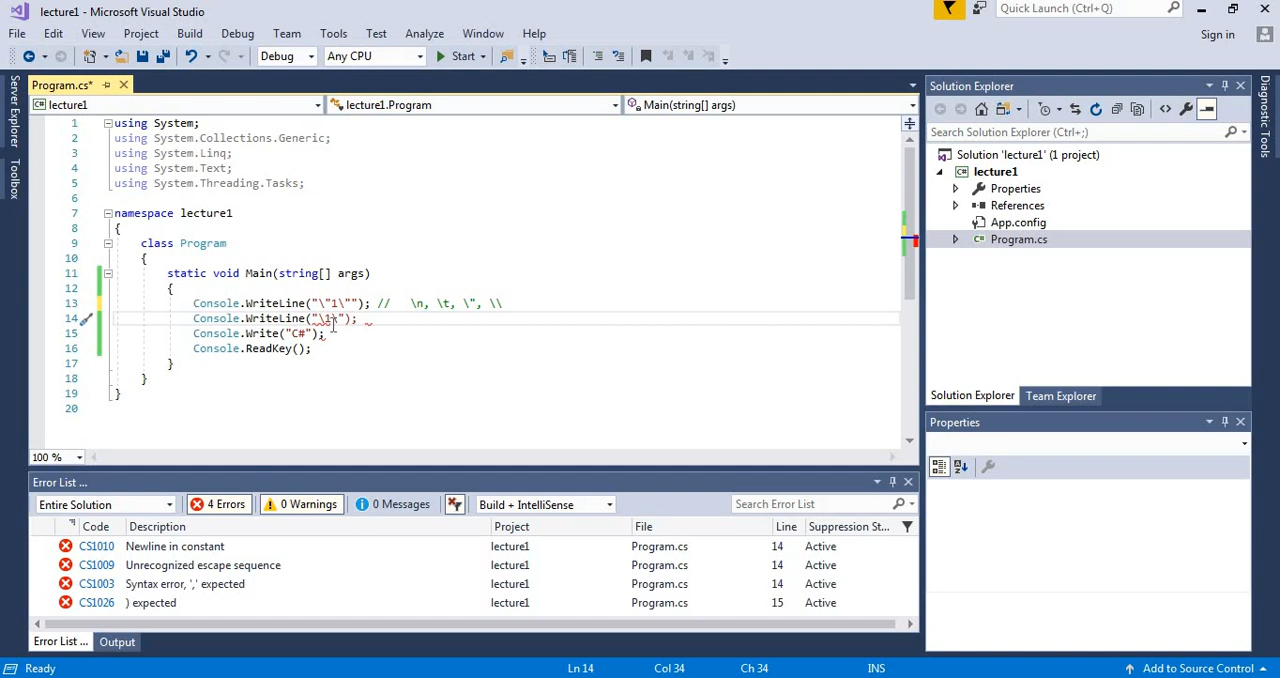 lecture1 - Microsoft Visual Studio
Quick Launch (Ctrl+Q)
File Edit View Project Build Debug Team Tools Test Analyze Window Help
Sign in
Debug Any CPU Start
Server Explorer
Toolbox
Program.cs*
lecture1 lecture1.Program Main(string[] args)
1 using System;
2 using System.Collections.Generic;
3 using System.Linq;
4 using System.Text;
5 using System.Threading.Tasks;
6
7 namespace lecture1
8 {
9 class Program
10 {
11 static void Main(string[] args)
12 {
13 Console.WriteLine("\"1\""); // \n, \t, \", \\
14 Console.WriteLine("\1\");
15 Console.Write("C#");
16 Console.ReadKey();
17 }
18 }
19 }
20
100 %
Solution Explorer
Search Solution Explorer (Ctrl+;)
Solution 'lecture1' (1 project)
lecture1
Properties
References
App.config
Program.cs
Solution Explorer Team Explorer
Properties
Diagnostic Tools
Error List ...
Entire Solution 4 Errors 0 Warnings 0 Messages Build + IntelliSense Search Error List
Code Description Project File Line Suppression St...
CS1010 Newline in constant lecture1 Program.cs 14 Active
CS1009 Unrecognized escape sequence lecture1 Program.cs 14 Active
CS1003 Syntax error, ',' expected lecture1 Program.cs 14 Active
CS1026 ) expected lecture1 Program.cs 15 Active
Error List ... Output
Ready Ln 14 Col 34 Ch 34 INS Add to Source Control